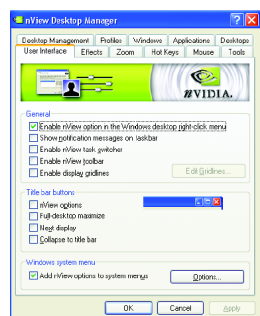 nView Desktop Manager
Desktop Management Profiles Windows Applications Desktops
User Interface Effects Zoom Hot Keys Mouse Tools
NVIDIA.
General
Enable nView option in the Windows desktop right-click menu
Show notification messages on taskbar
Enable nView task switcher
Enable nView toolbar
Enable display gridlines
Edit Gridlines...
Title bar buttons
nView options
Full-desktop maximize
Next display
Collapse to title bar
Windows system menu
Add nView options to system menus
Options...
OK Cancel Apply